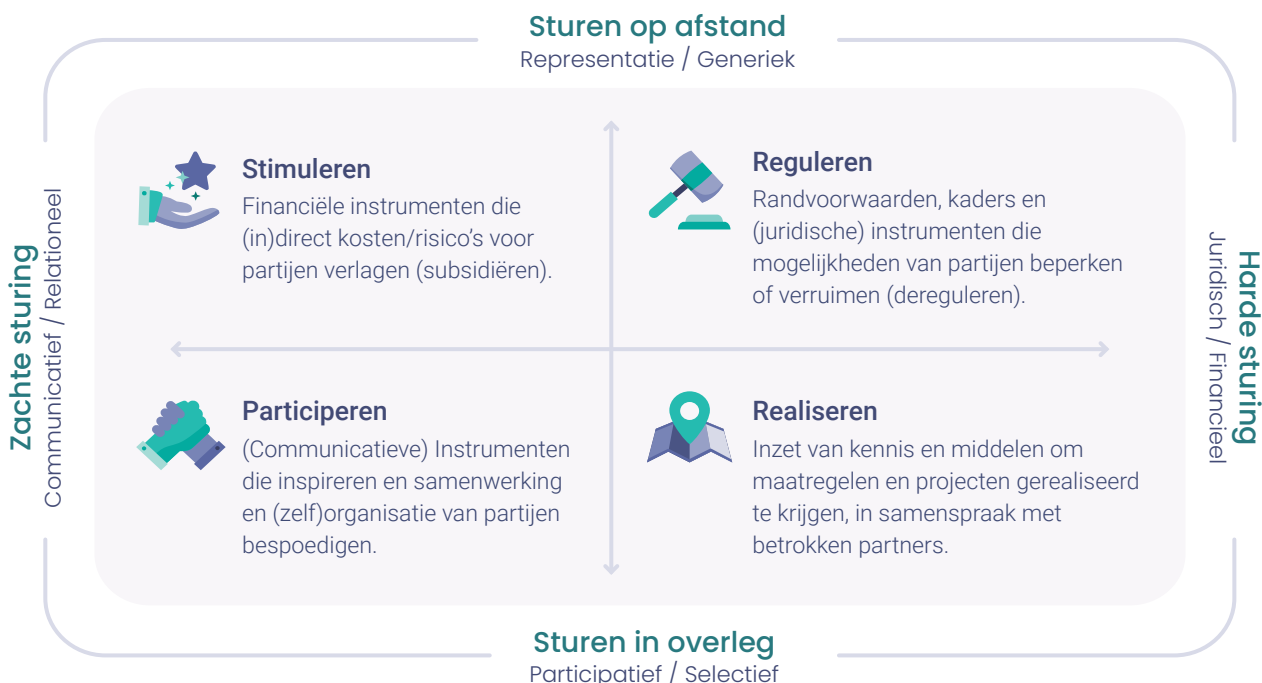 Sturen op afstand
Representatie / Generiek
Zachte sturing
Communicatief / Relationeel
Stimuleren
Financiële instrumenten die
(in)direct kosten/risico’s voor
partijen verlagen (subsidiëren).
Reguleren
Randvoorwaarden, kaders en
(juridische) instrumenten die
mogelijkheden van partijen beperken
of verruimen (dereguleren).
Harde sturing
Juridisch / Financieel
Participeren
(Communicatieve) Instrumenten
die inspireren en samenwerking
en (zelf)organisatie van partijen
bespoedigen.
Realiseren
Inzet van kennis en middelen om
maatregelen en projecten gerealiseerd
te krijgen, in samenspraak met
betrokken partners.
Sturen in overleg
Participatief / Selectief